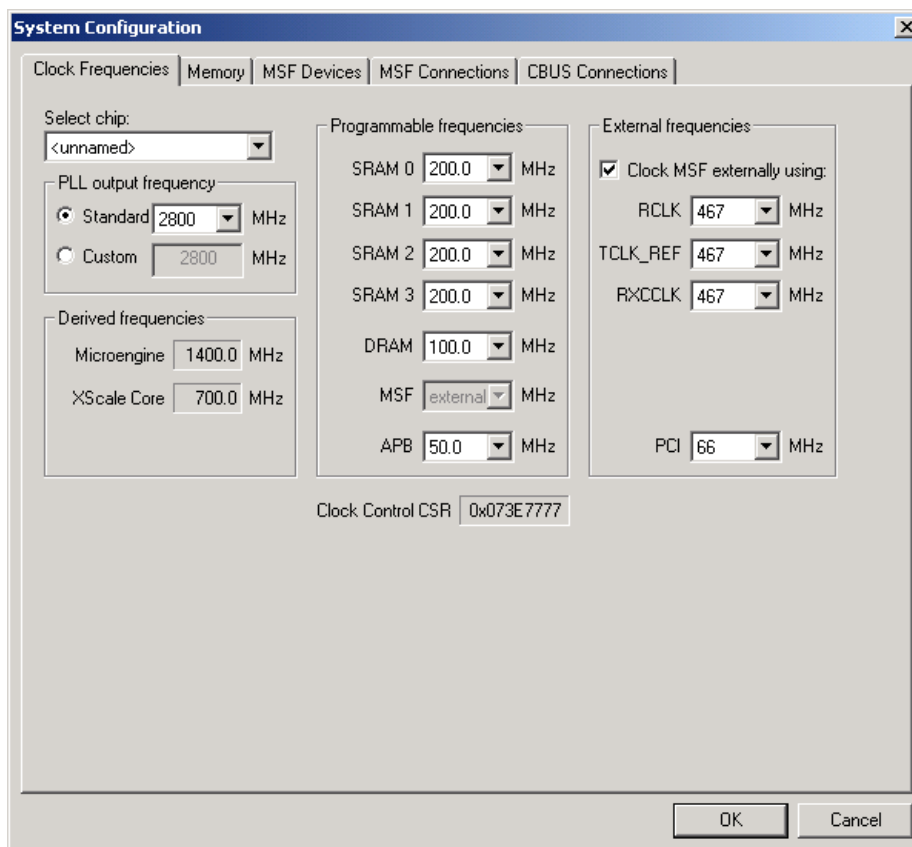 System Configuration
Clock Frequencies Memory MSF Devices MSF Connections CBUS Connections
Select chip:
<unnamed>
PLL output frequency
Standard 2800 MHz
Custom 2800 MHz
Derived frequencies
Microengine 1400.0 MHz
XScale Core 700.0 MHz
Programmable frequencies
SRAM 0 200.0 MHz
SRAM 1 200.0 MHz
SRAM 2 200.0 MHz
SRAM 3 200.0 MHz
DRAM 100.0 MHz
MSF external MHz
APB 50.0 MHz
External frequencies
Clock MSF externally using:
RCLK 467 MHz
TCLK_REF 467 MHz
RXCCLK 467 MHz
PCI 66 MHz
Clock Control CSR 0x073E7777
OK Cancel